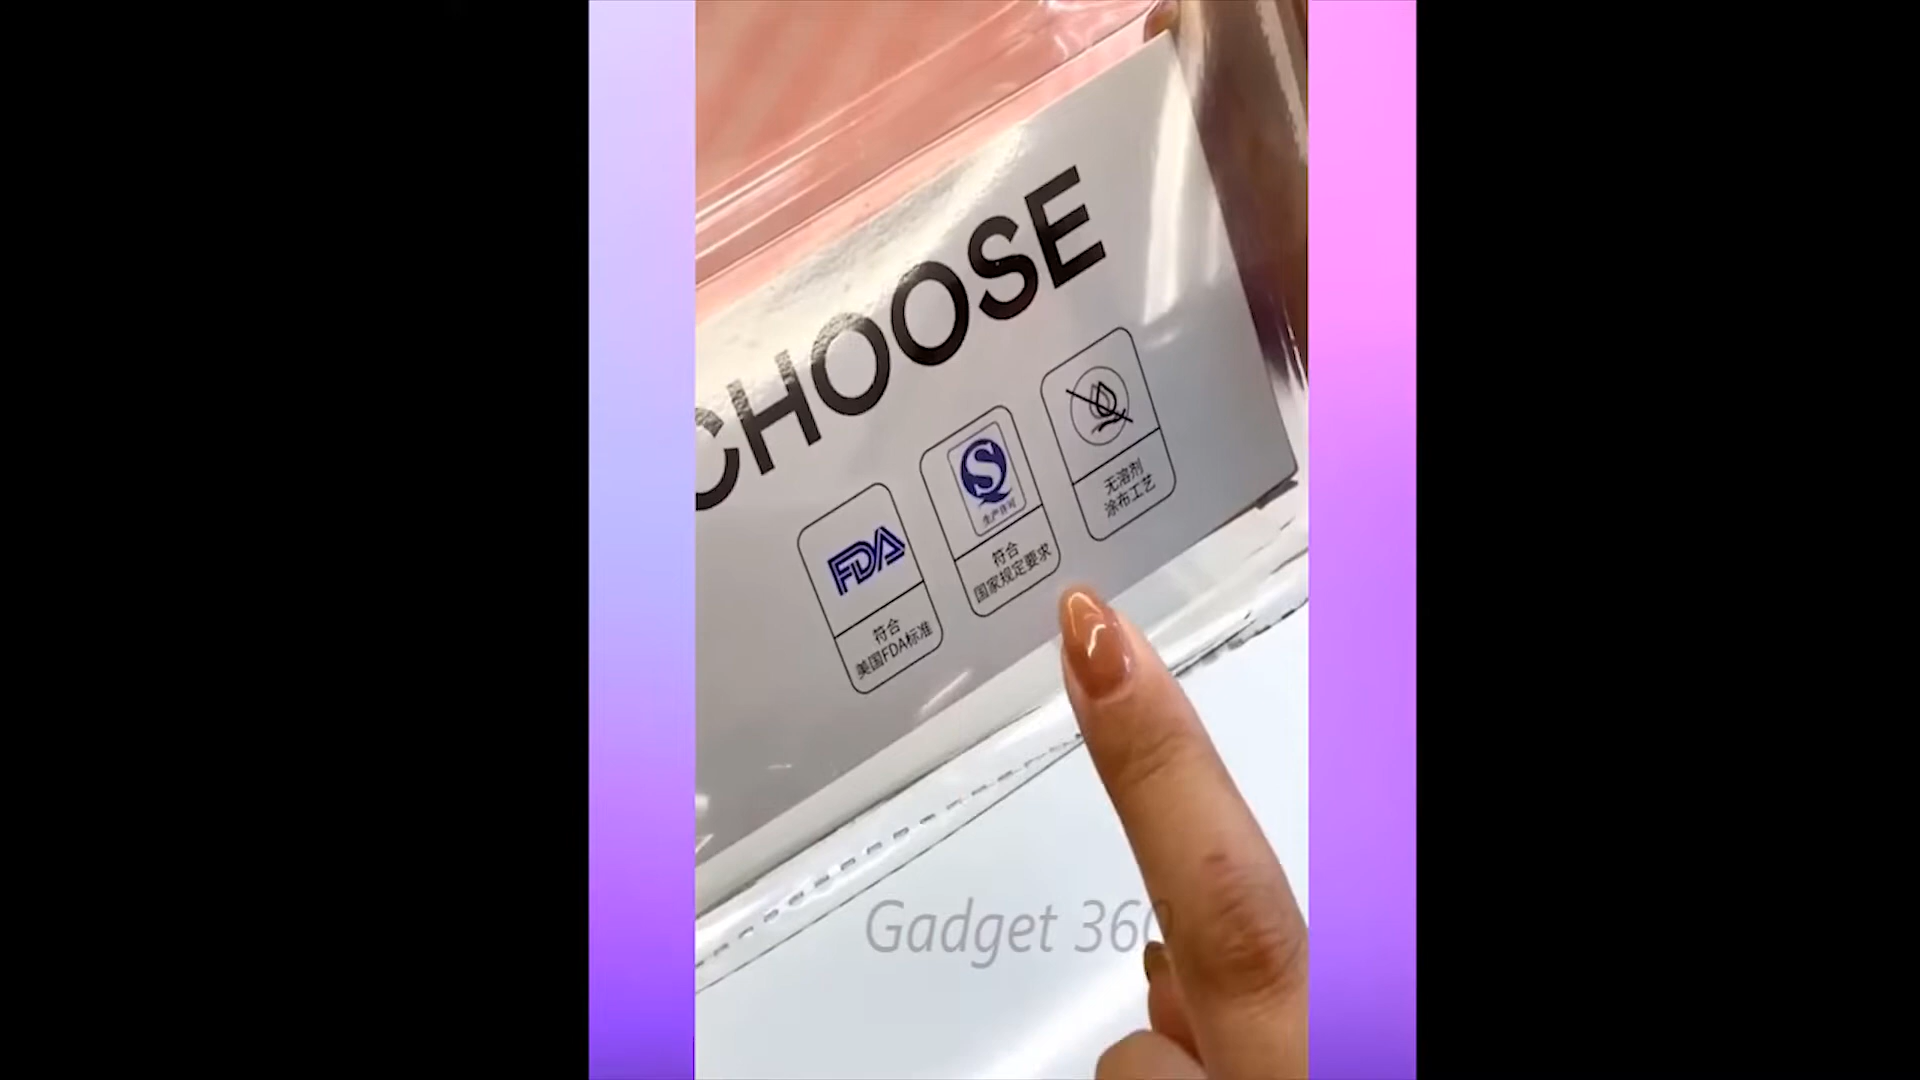 CHOOSE
FDA
符合
美国FDA标准
QS
生产许可
符合
国家规定要求
无溶剂
涂布工艺
Gadget 360